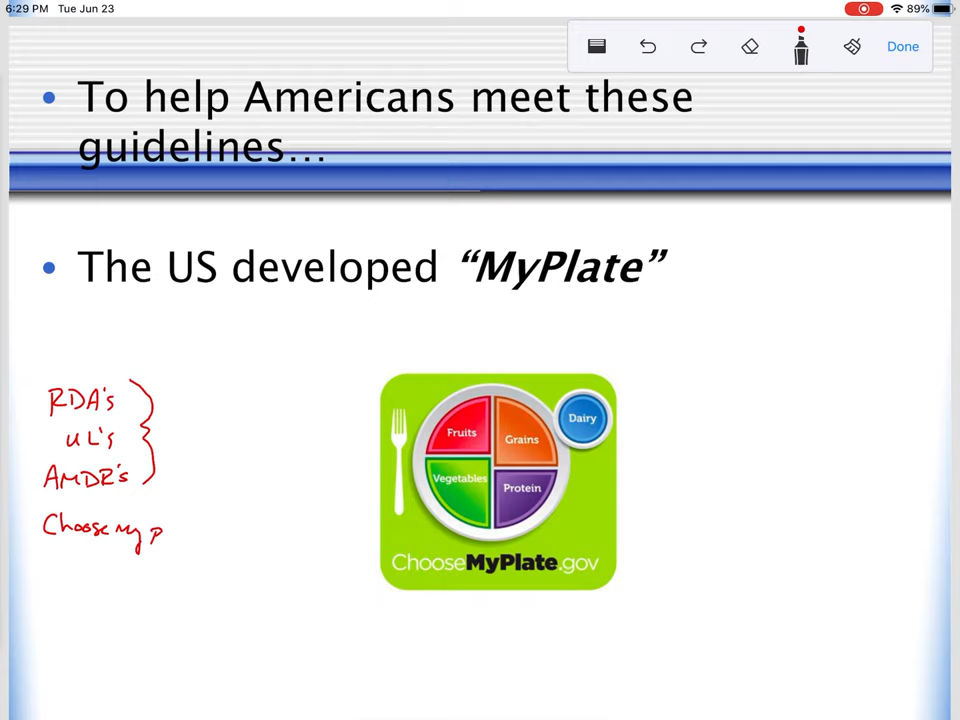 6:29 PM Tue Jun 23
89%
Done
• To help Americans meet these
guidelines…
• The US developed “MyPlate”
RDA's
UL's
AMDR's
Choose My P
Fruits
Grains
Dairy
Vegetables
Protein
ChooseMyPlate.gov